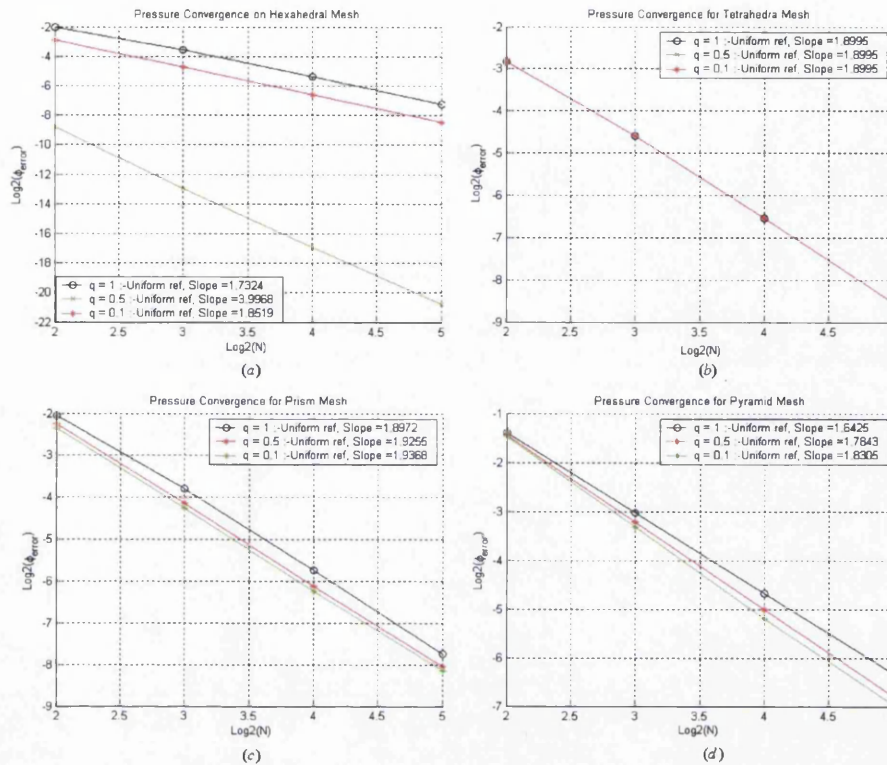 Pressure Convergence on Hexahedral Mesh
-2
-4
-6
-8
-10
-12
-14
-16
-18
-20
-22
Log2(ϕerror)
q = 1 :-Uniform ref, Slope =1.7324
q = 0.5 :-Uniform ref, Slope =3.9968
q = 0.1 :-Uniform ref, Slope =1.8519
2 2.5 3 3.5 4 4.5 5
Log2(N)
(a)
Pressure Convergence for Tetrahedra Mesh
-2
-3
-4
-5
-6
-7
-8
-9
Log2(ϕerror)
q = 1 :-Uniform ref, Slope =1.8995
q = 0.5 :-Uniform ref, Slope =1.8995
q = 0.1 :-Uniform ref, Slope =1.8995
2 2.5 3 3.5 4 4.5
Log2(N)
(b)
Pressure Convergence for Prism Mesh
-2
-3
-4
-5
-6
-7
-8
-9
Log2(ϕerror)
q = 1 :-Uniform ref, Slope =1.8972
q = 0.5 :-Uniform ref, Slope =1.9255
q = 0.1 :-Uniform ref, Slope =1.9368
2 2.5 3 3.5 4 4.5 5
Log2(N)
(c)
Pressure Convergence for Pyramid Mesh
-1
-2
-3
-4
-5
-6
-7
Log2(ϕerror)
q = 1 :-Uniform ref, Slope =1.6425
q = 0.5 :-Uniform ref, Slope =1.7843
q = 0.1 :-Uniform ref, Slope =1.8305
2 2.5 3 3.5 4 4.5
Log2(N)
(d)